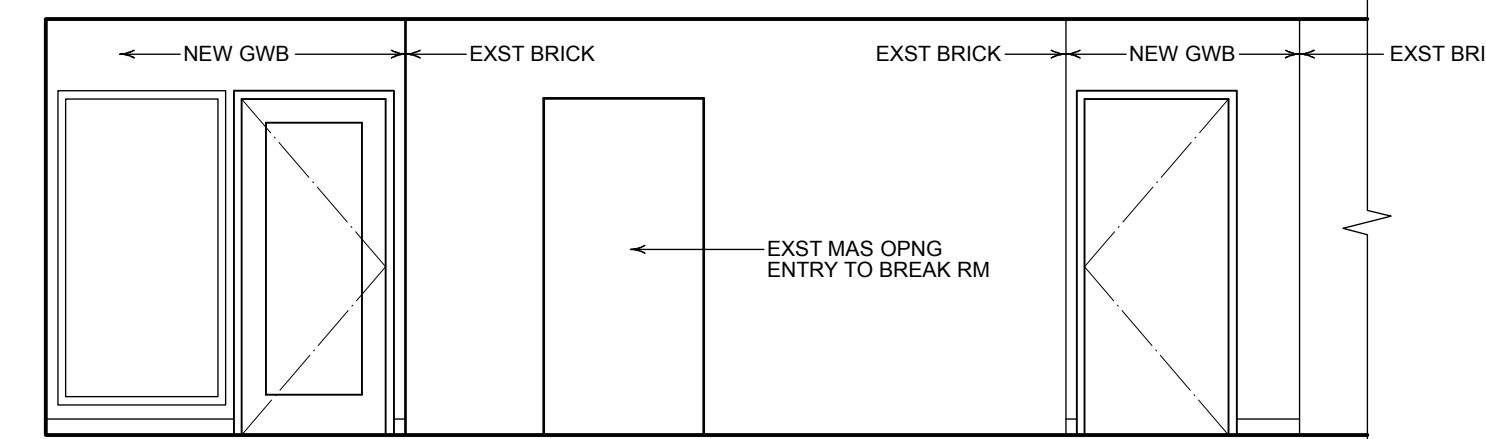 NEW GWB
EXST BRICK
EXST BRICK
NEW GWB
EXST BRI
EXST MAS OPNG
ENTRY TO BREAK RM